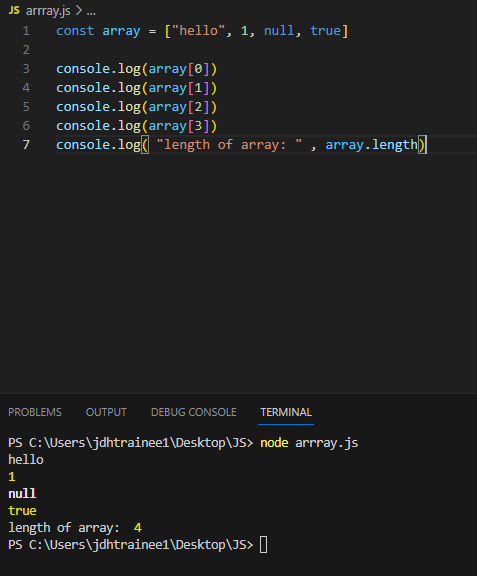 JS arrray.js > ...
1 const array = ["hello", 1, null, true]
2
3 console.log(array[0])
4 console.log(array[1])
5 console.log(array[2])
6 console.log(array[3])
7 console.log( "length of array: " , array.length)
PROBLEMS OUTPUT DEBUG CONSOLE TERMINAL
PS C:\Users\jdhtrainee1\Desktop\JS> node arrray.js
hello
1
null
true
length of array:  4
PS C:\Users\jdhtrainee1\Desktop\JS>